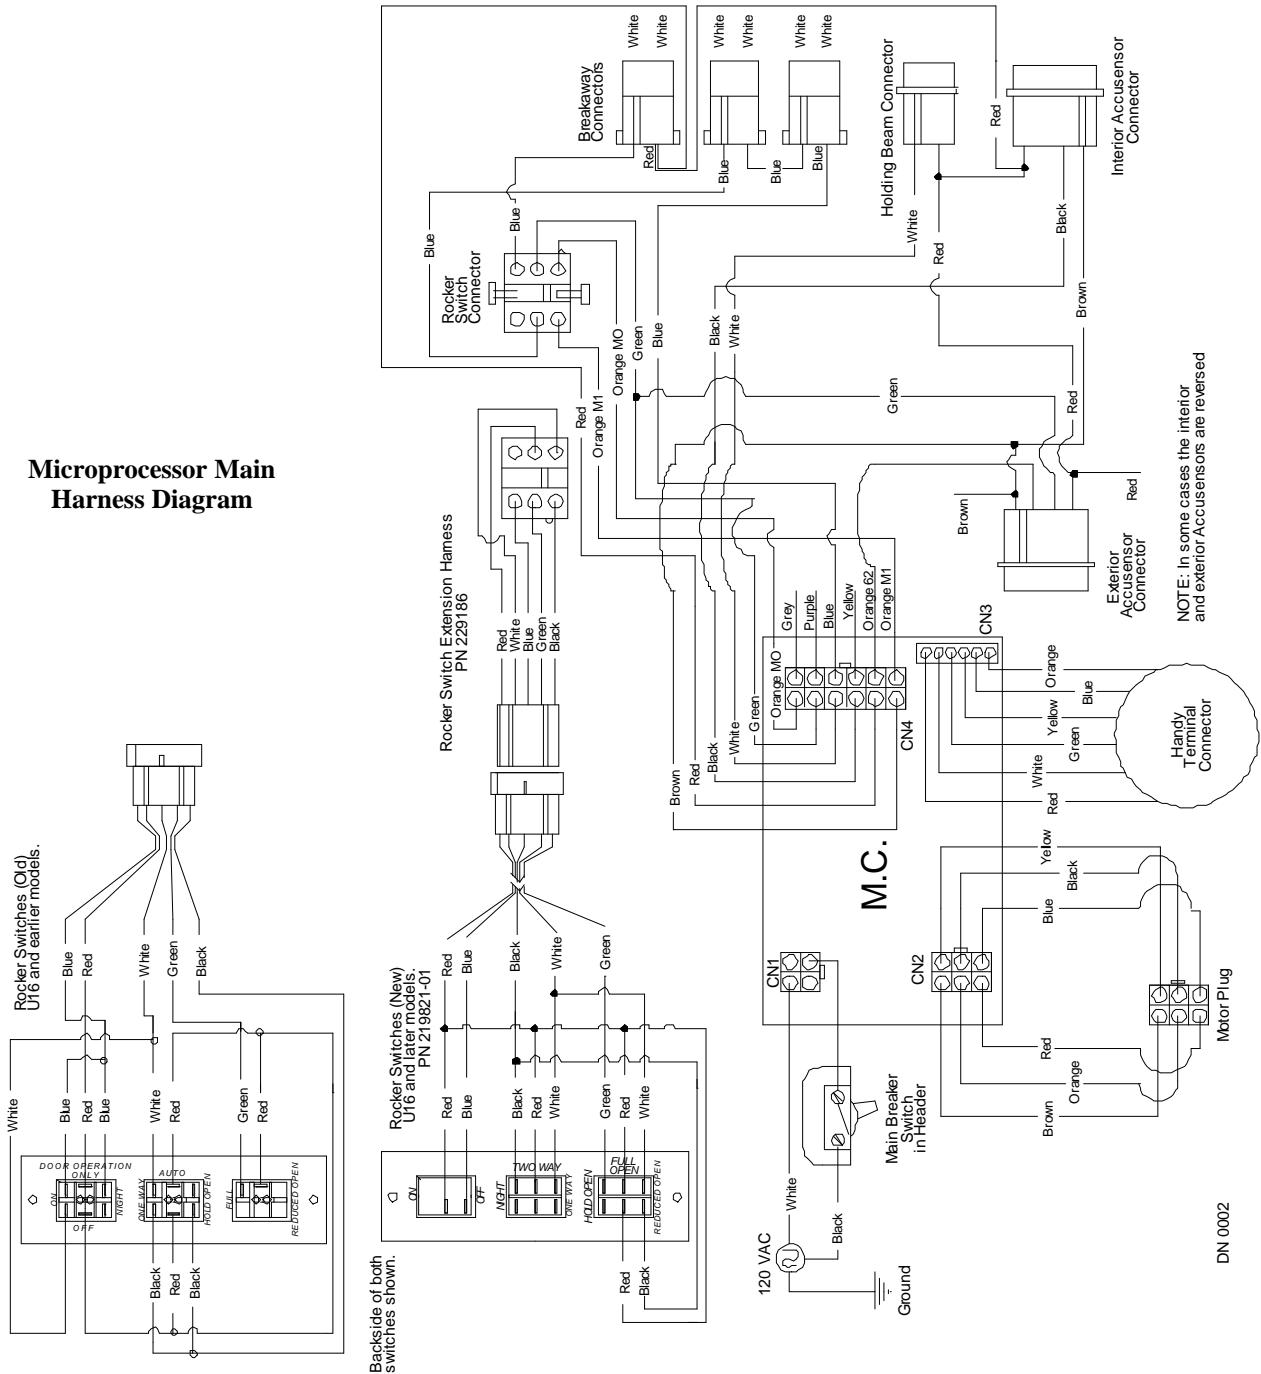 Microprocessor Main
Harness Diagram
White
White
White
White
White
White
Breakaway
Connectors
Red
Blue
Blue
Blue
Holding Beam Connector
Red
Interior Accusensor
Connector
Blue
Blue
White
Red
Black
Brown
Rocker
Switch
Connector
Red
Orange M1
Orange MO
Green
Blue
Black
White
Green
Red
Brown
Red
Exterior
Accusensor
Connector
NOTE: In some cases the interior
and exterior Accusensors are reversed
Rocker Switch Extension Harness
PN 229186
Red
White
Blue
Green
Black
Orange MO
Grey
Purple
Blue
Yellow
Orange 62
Orange M1
Brown
Red
Black
White
Green
CN4
CN3
Orange
Blue
Yellow
Green
White
Red
Handy
Terminal
Connector
M.C.
CN1
CN2
Yellow
Black
Blue
Red
Orange
Brown
Motor Plug
Main Breaker
Switch
in Header
White
Black
120 VAC
Ground
DN 0002
Rocker Switches (Old)
U16 and earlier models.
Blue
Red
White
Green
Black
White
Blue
Red
Blue
White
Red
Green
Red
DOOR OPERATION
ONLY
ON
OFF
NIGHT
AUTO
ONE WAY
HOLD OPEN
FULL
REDUCED OPEN
Black
Red
Black
Rocker Switches (New)
U16 and later models.
PN 219821-01
Red
Blue
Black
White
Green
Red
Blue
Black
Red
White
Green
Red
White
ON
OFF
TWO WAY
NIGHT
ONE WAY
FULL
OPEN
HOLD OPEN
REDUCED OPEN
Red
Black
Backside of both
switches shown.